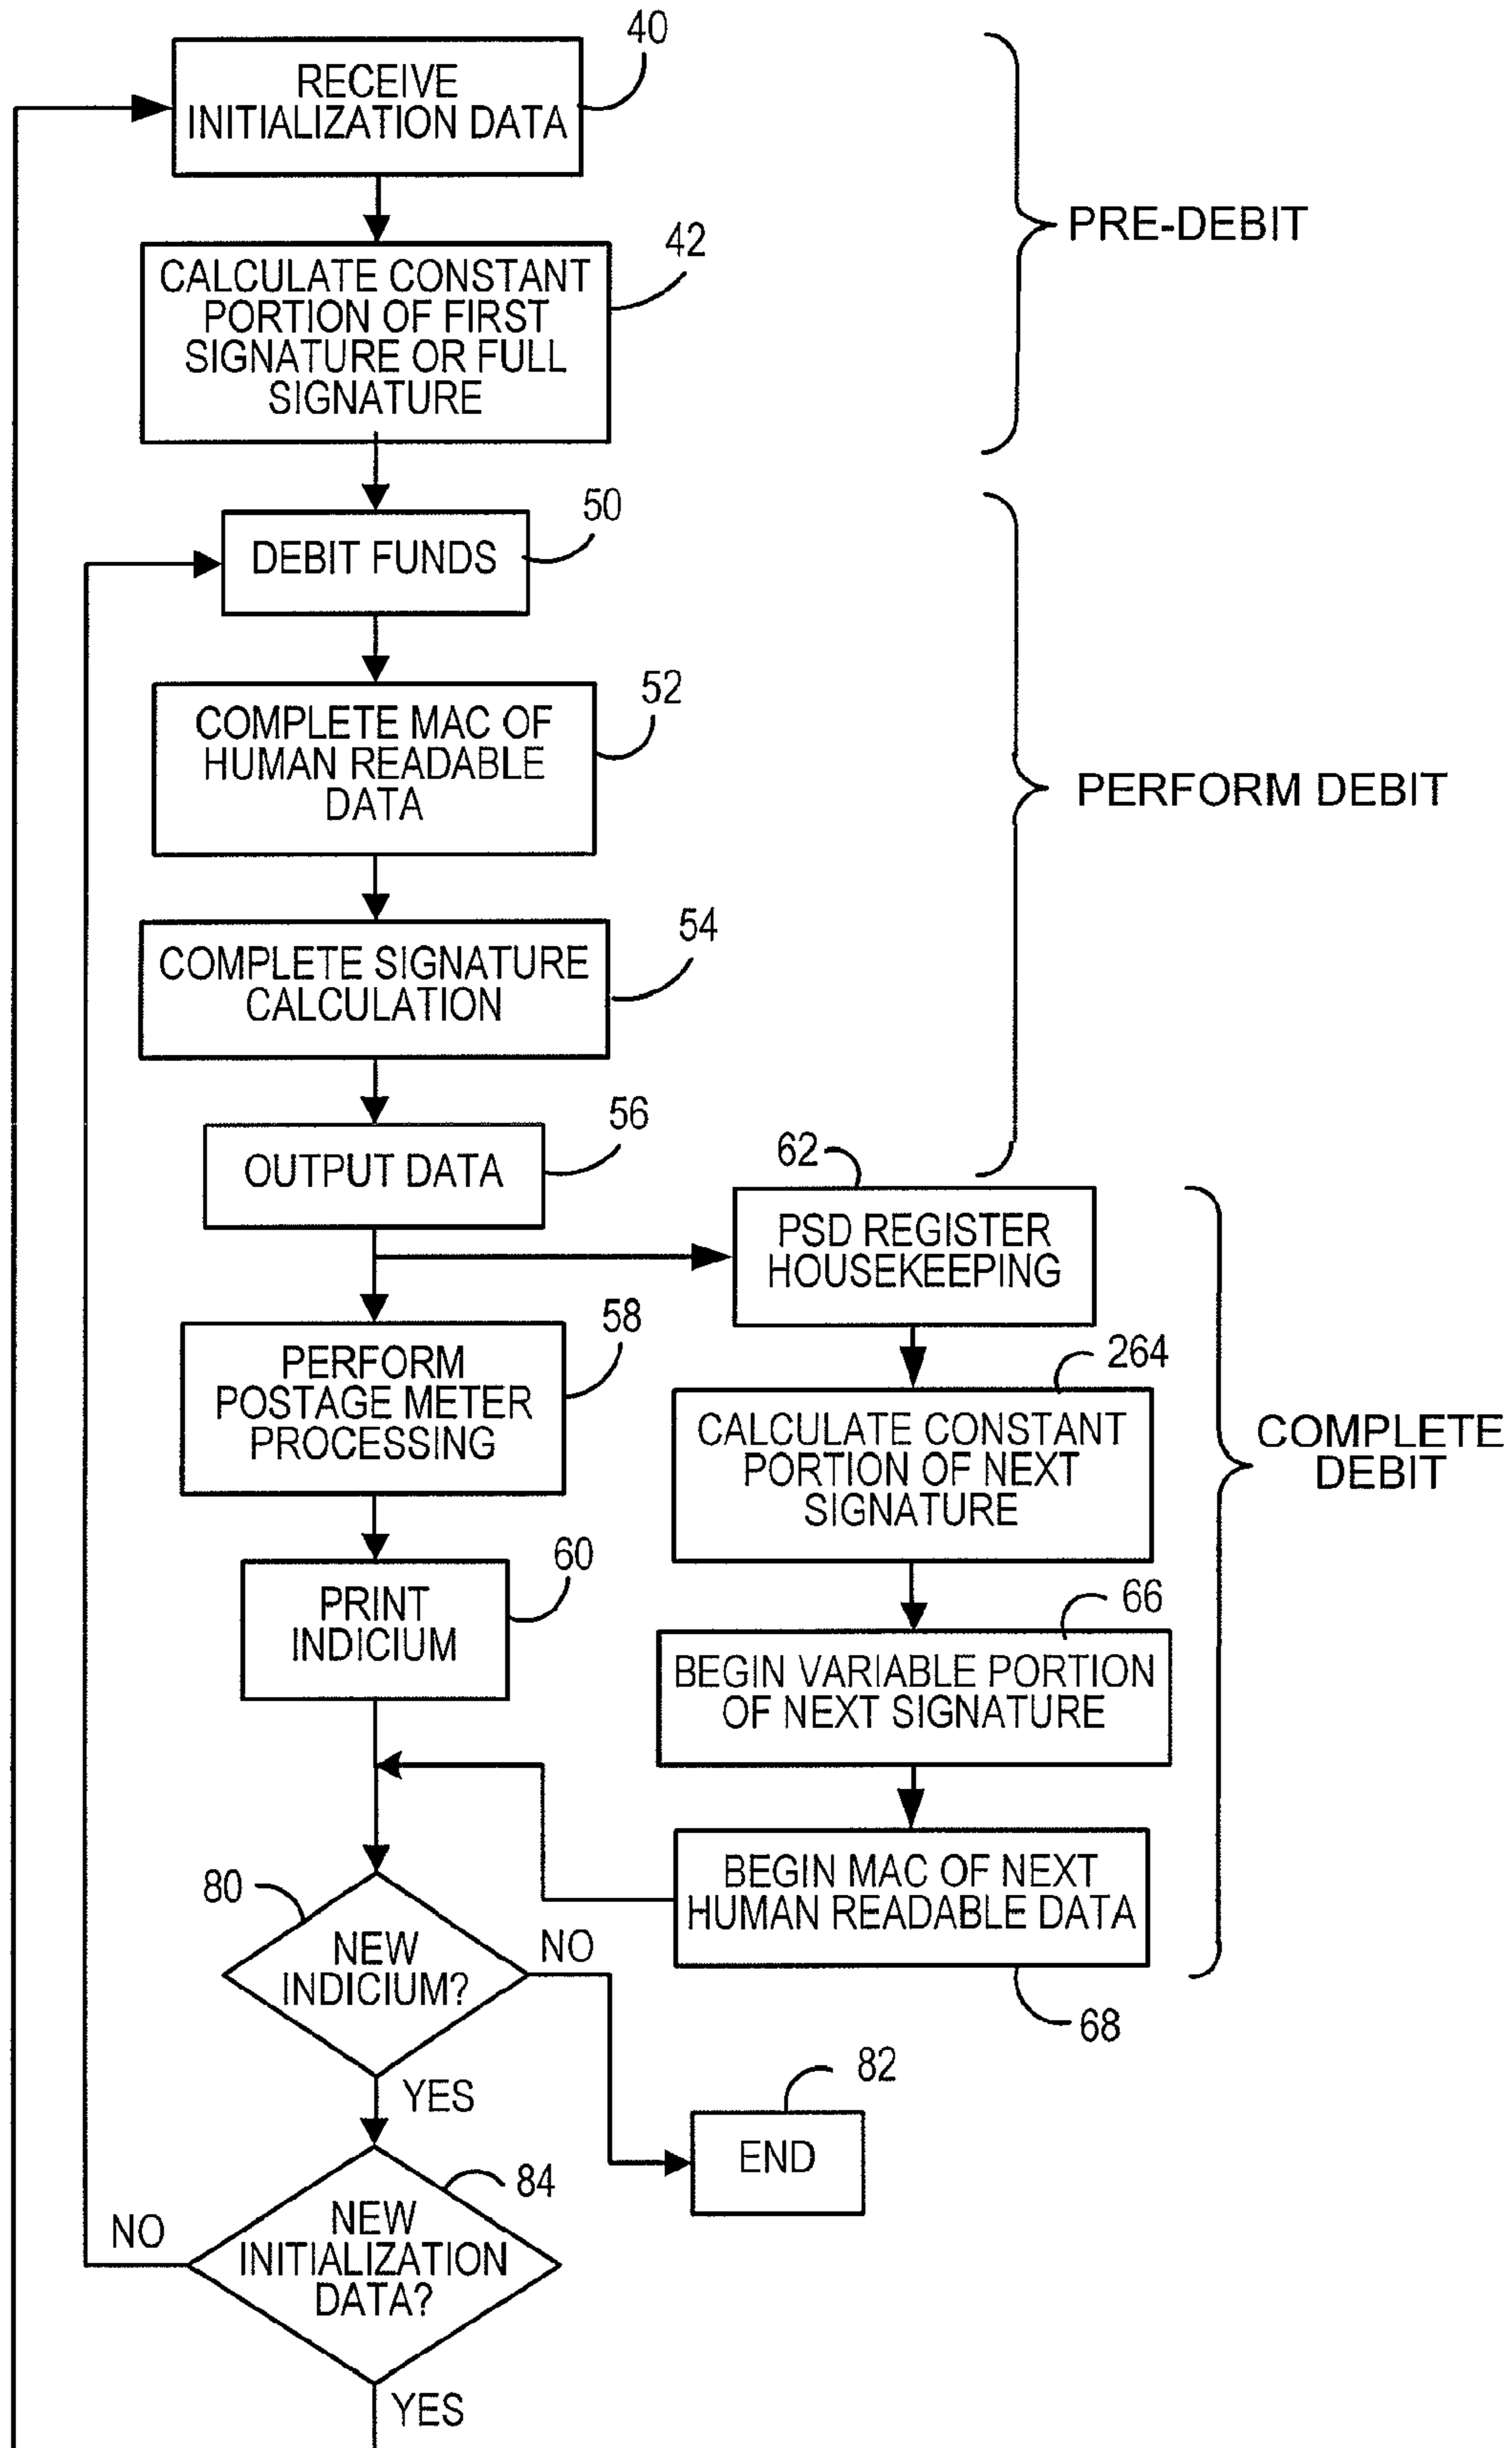 40
RECEIVE
INITIALIZATION DATA
PRE-DEBIT
42
CALCULATE CONSTANT
PORTION OF FIRST
SIGNATURE OR FULL
SIGNATURE
50
DEBIT FUNDS
52
COMPLETE MAC OF
HUMAN READABLE
DATA
PERFORM DEBIT
54
COMPLETE SIGNATURE
CALCULATION
56
OUTPUT DATA
62
PSD REGISTER
HOUSEKEEPING
58
PERFORM
POSTAGE METER
PROCESSING
264
CALCULATE CONSTANT
PORTION OF NEXT
SIGNATURE
COMPLETE
DEBIT
60
PRINT
INDICIUM
66
BEGIN VARIABLE PORTION
OF NEXT SIGNATURE
BEGIN MAC OF NEXT
HUMAN READABLE DATA
68
80
NEW
INDICIUM?
NO
YES
82
END
84
NEW
INITIALIZATION
DATA?
NO
YES